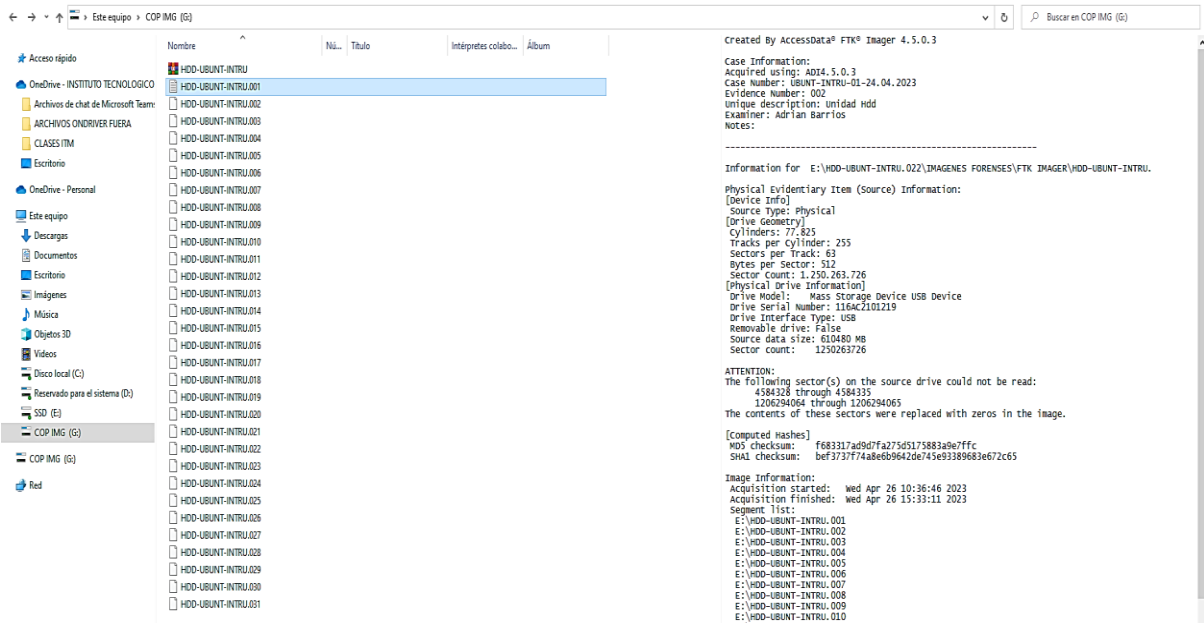 Este equipo > COP IMG (G:)
Buscar en COP IMG (G:)
Acceso rápido
OneDrive - INSTITUTO TECNOLOGICO
Archivos de chat de Microsoft Teams
ARCHIVOS ONDRIVER FUERA
CLASES ITM
Escritorio
OneDrive - Personal
Este equipo
Descargas
Documentos
Escritorio
Imágenes
Música
Objetos 3D
Videos
Disco local (C:)
Reservado para el sistema (D:)
SSD (E:)
COP IMG (G:)
COP IMG (G:)
Red
Nombre Nú... Título Intérpretes colabo... Álbum
HDD-UBUNT-INTRU
HDD-UBUNT-INTRU.001
HDD-UBUNT-INTRU.002
HDD-UBUNT-INTRU.003
HDD-UBUNT-INTRU.004
HDD-UBUNT-INTRU.005
HDD-UBUNT-INTRU.006
HDD-UBUNT-INTRU.007
HDD-UBUNT-INTRU.008
HDD-UBUNT-INTRU.009
HDD-UBUNT-INTRU.010
HDD-UBUNT-INTRU.011
HDD-UBUNT-INTRU.012
HDD-UBUNT-INTRU.013
HDD-UBUNT-INTRU.014
HDD-UBUNT-INTRU.015
HDD-UBUNT-INTRU.016
HDD-UBUNT-INTRU.017
HDD-UBUNT-INTRU.018
HDD-UBUNT-INTRU.019
HDD-UBUNT-INTRU.020
HDD-UBUNT-INTRU.021
HDD-UBUNT-INTRU.022
HDD-UBUNT-INTRU.023
HDD-UBUNT-INTRU.024
HDD-UBUNT-INTRU.025
HDD-UBUNT-INTRU.026
HDD-UBUNT-INTRU.027
HDD-UBUNT-INTRU.028
HDD-UBUNT-INTRU.029
HDD-UBUNT-INTRU.030
HDD-UBUNT-INTRU.031
Created By AccessData® FTK® Imager 4.5.0.3
Case Information:
Acquired using: ADI4.5.0.3
Case Number: UBUNT-INTRU-01-24.04.2023
Evidence Number: 002
Unique description: Unidad Hdd
Examiner: Adrian Barrios
Notes:
--------------------------------------------------------------
Information for E:\HDD-UBUNT-INTRU.022\IMAGENES FORENSES\FTK IMAGER\HDD-UBUNT-INTRU.
Physical Evidentiary Item (Source) Information:
[Device Info]
Source Type: Physical
[Drive Geometry]
Cylinders: 77.825
Tracks per Cylinder: 255
Sectors per Track: 63
Bytes per Sector: 512
Sector Count: 1.250.263.726
[Physical Drive Information]
Drive Model: Mass Storage Device USB Device
Drive Serial Number: 116AC2101219
Drive Interface Type: USB
Removable drive: False
Source data size: 610480 MB
Sector count: 1250263726
ATTENTION:
The following sector(s) on the source drive could not be read:
4584328 through 4584335
1206294064 through 1206294065
The contents of these sectors were replaced with zeros in the image.
[Computed Hashes]
MD5 checksum: f683317ad9d7fa275d5175883a9e7ffc
SHA1 checksum: bef3737f74a8e6b9642de745e93389683e672c65
Image Information:
Acquisition started: Wed Apr 26 10:36:46 2023
Acquisition finished: Wed Apr 26 15:33:11 2023
Segment list:
E:\HDD-UBUNT-INTRU.001
E:\HDD-UBUNT-INTRU.002
E:\HDD-UBUNT-INTRU.003
E:\HDD-UBUNT-INTRU.004
E:\HDD-UBUNT-INTRU.005
E:\HDD-UBUNT-INTRU.006
E:\HDD-UBUNT-INTRU.007
E:\HDD-UBUNT-INTRU.008
E:\HDD-UBUNT-INTRU.009
E:\HDD-UBUNT-INTRU.010